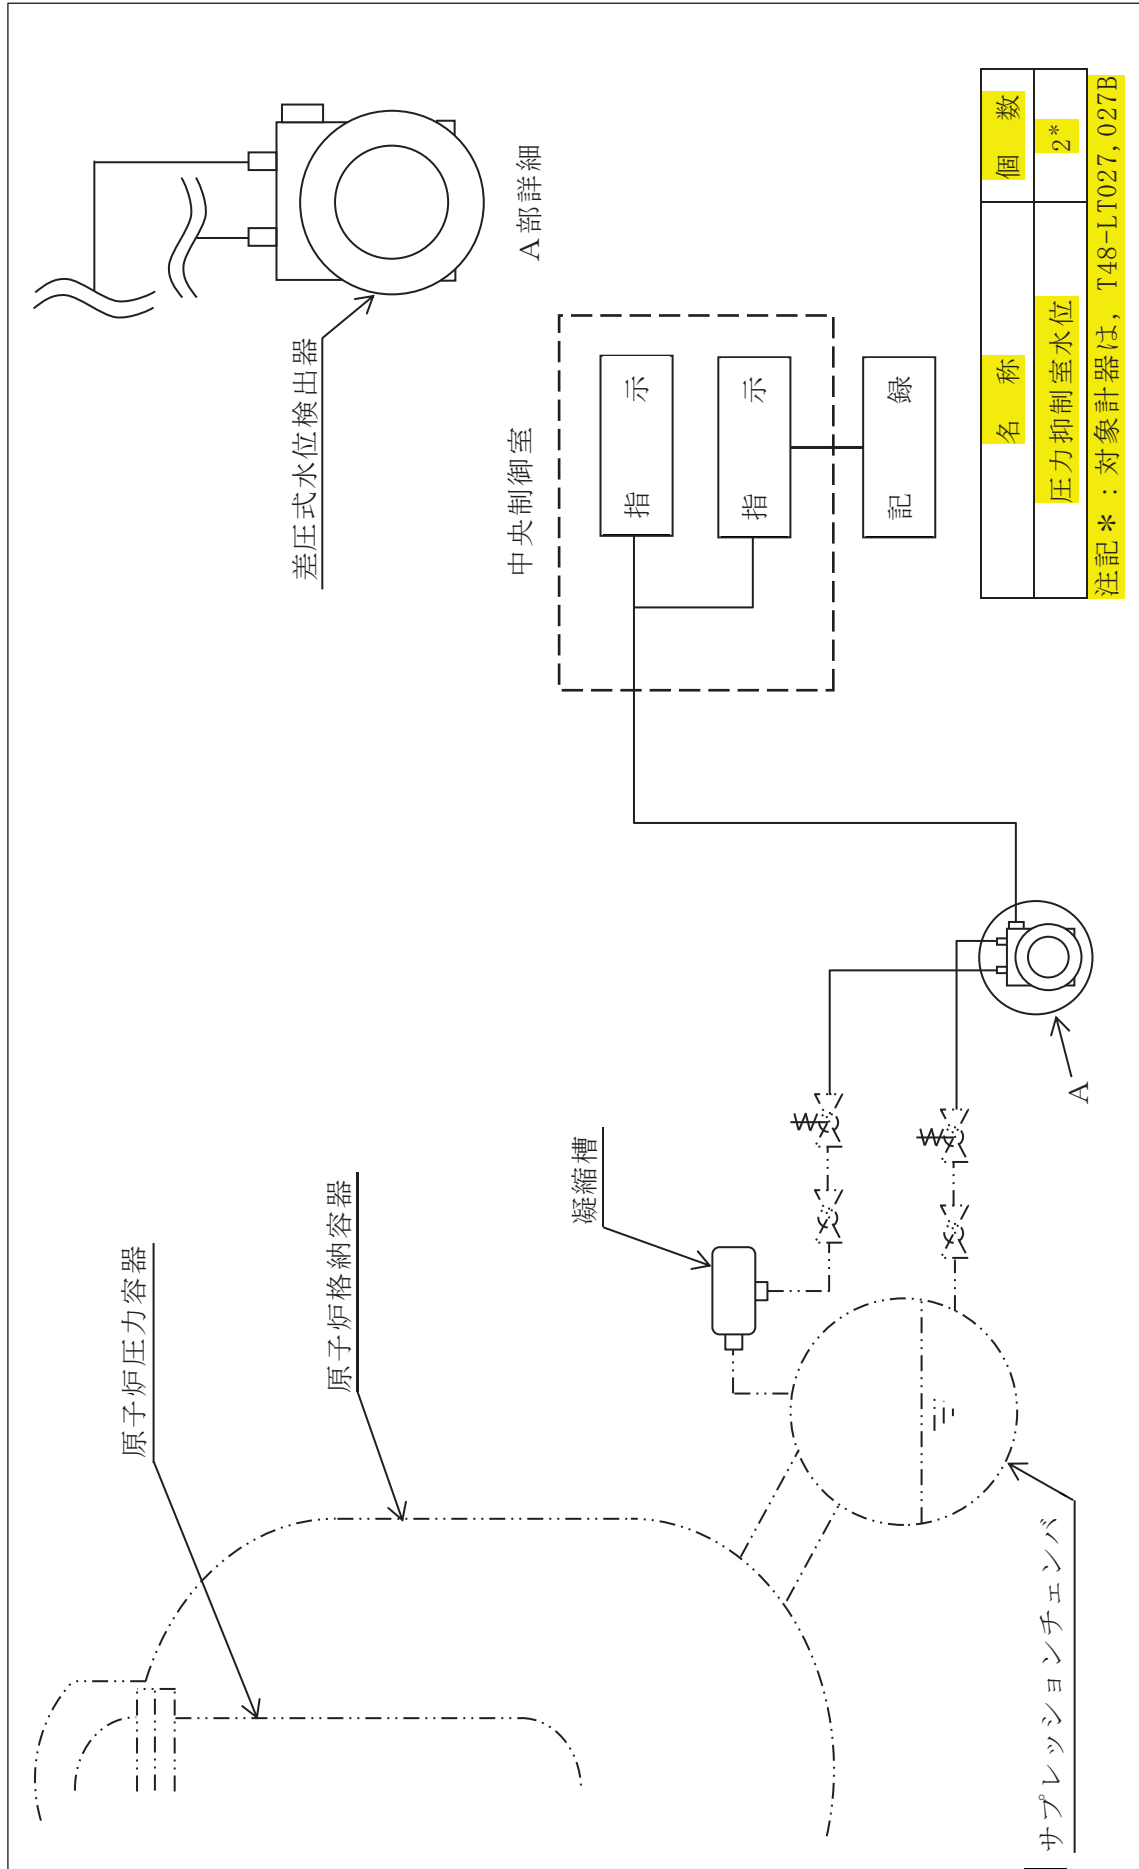 原子炉圧力容器
原子炉格納容器
凝縮槽
サプレッションチェンバ
A
差圧式水位検出器
A部詳細
中央制御室
指示
指示
記録
名称 個数
圧力抑制室水位 2*
注記＊：対象計器は，T48-LT027,027B